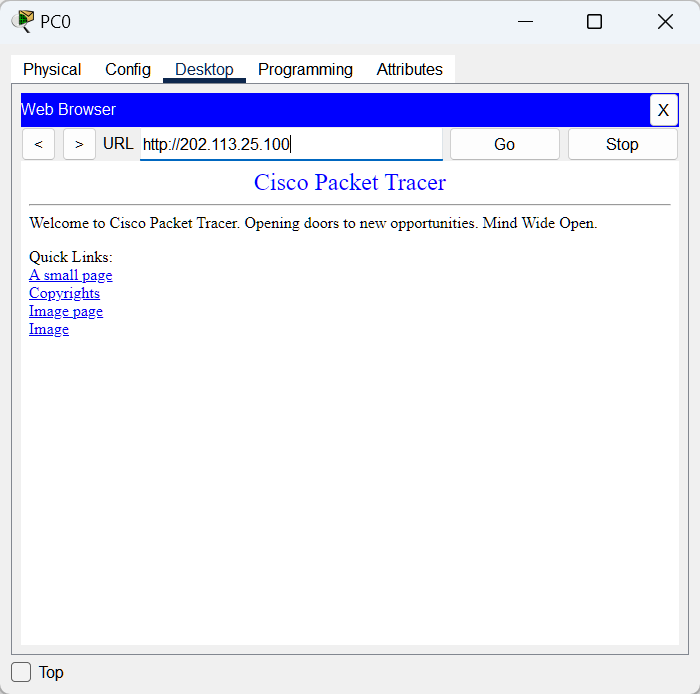 PC0
Physical Config Desktop Programming Attributes
Web Browser X
< > URL http://202.113.25.100 Go Stop
Cisco Packet Tracer
Welcome to Cisco Packet Tracer. Opening doors to new opportunities. Mind Wide Open.
Quick Links:
A small page
Copyrights
Image page
Image
Top